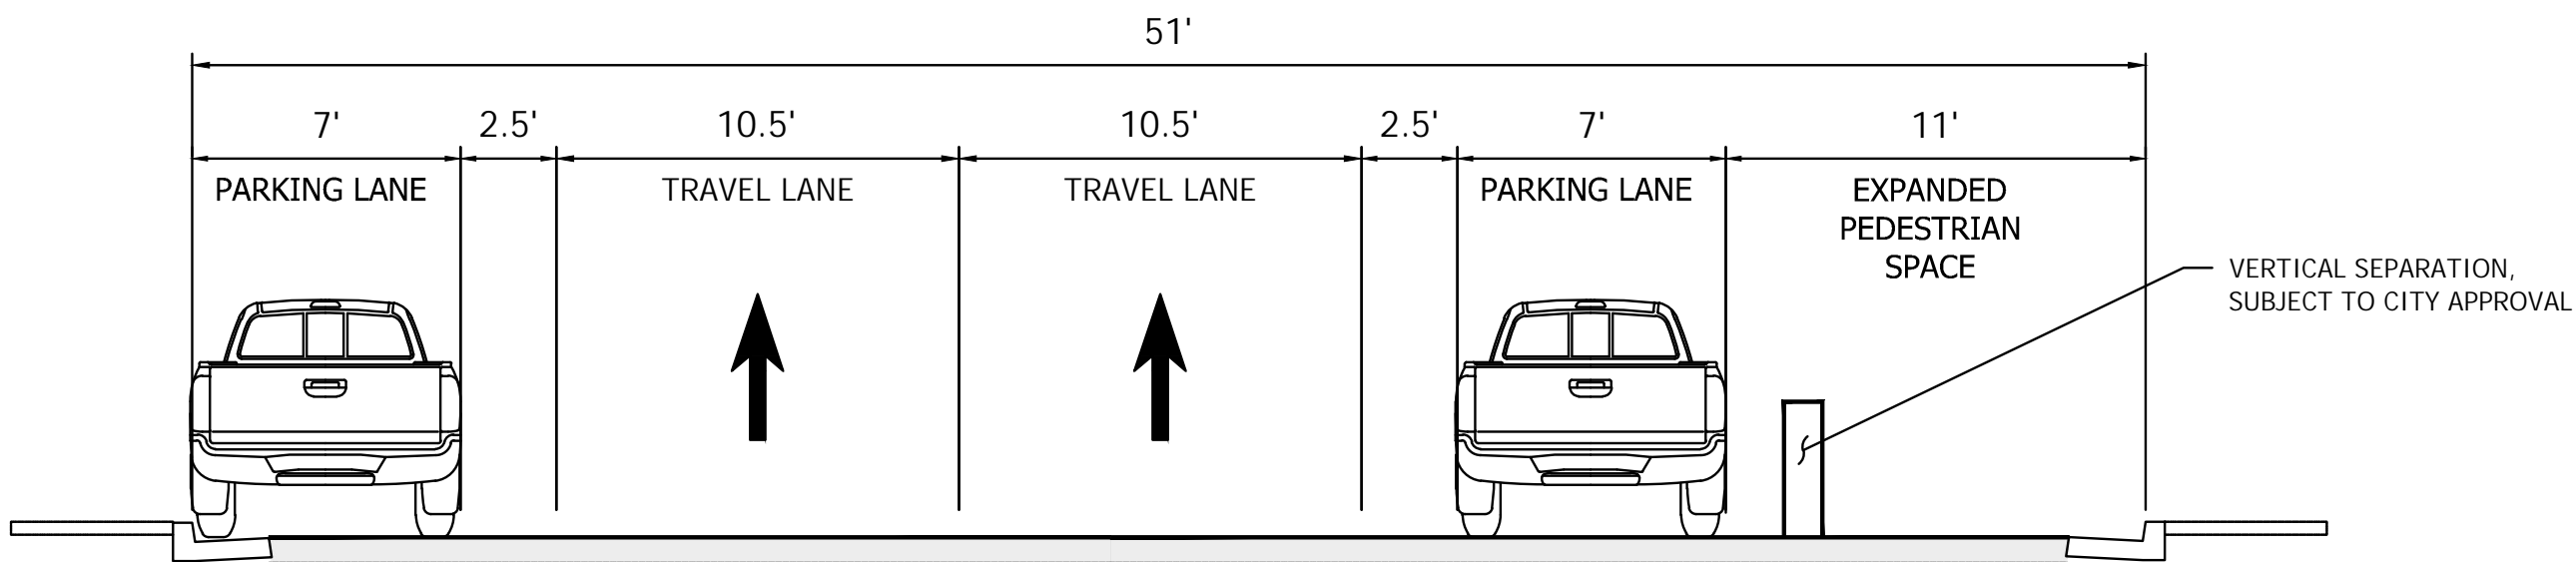 51'
7' 2.5' 10.5' 10.5' 2.5' 7' 11'
PARKING LANE TRAVEL LANE TRAVEL LANE PARKING LANE EXPANDED
PEDESTRIAN
SPACE
VERTICAL SEPARATION,
SUBJECT TO CITY APPROVAL